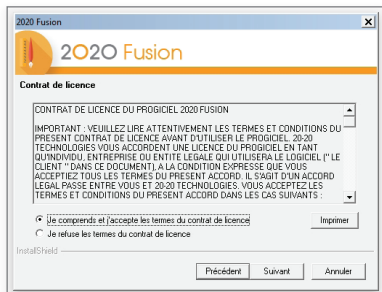 2020 Fusion
2020 Fusion
Contrat de licence
CONTRAT DE LICENCE DU PROGICIEL 2020 FUSION
IMPORTANT : VEUILLEZ LIRE ATTENTIVEMENT LES TERMES ET CONDITIONS DU
PRESENT CONTRAT DE LICENCE AVANT D'UTILISER LE PROGICIEL. 20-20
TECHNOLOGIES VOUS ACCORDENT UNE LICENCE DU PROGICIEL EN TANT
QU'INDIVIDU, ENTREPRISE OU ENTITE LEGALE QUI UTILISERA LE LOGICIEL (" LE
CLIENT " DANS CE DOCUMENT), A LA CONDITION EXPRESSE QUE VOUS
ACCEPTIEZ TOUS LES TERMES DU PRESENT ACCORD. IL S'AGIT D'UN ACCORD
LEGAL PASSE ENTRE VOUS ET 20-20 TECHNOLOGIES. VOUS ACCEPTEZ LES
TERMES ET CONDITIONS DU PRESENT ACCORD DANS LES CAS SUIVANTS :
Je comprends et j'accepte les termes du contrat de licence
Imprimer
Je refuse les termes du contrat de licence
InstallShield
Précédent
Suivant
Annuler